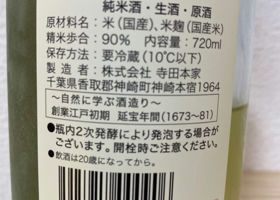 純米酒・生酒・原酒
原材料名：米（国産）、米麹（国産米）
精米歩合：90%　内容量：720ml
保存方法：要冷蔵（10℃以下）
製造者：株式会社 寺田本家
千葉県香取郡神崎町神崎本宿1964
～自然に学ぶ酒造り～
創業江戸初期　延宝年間（1673～81）
●瓶内2次発酵により発泡する場合が
ございます。開栓時ご注意ください。
●飲酒は20歳になってから。